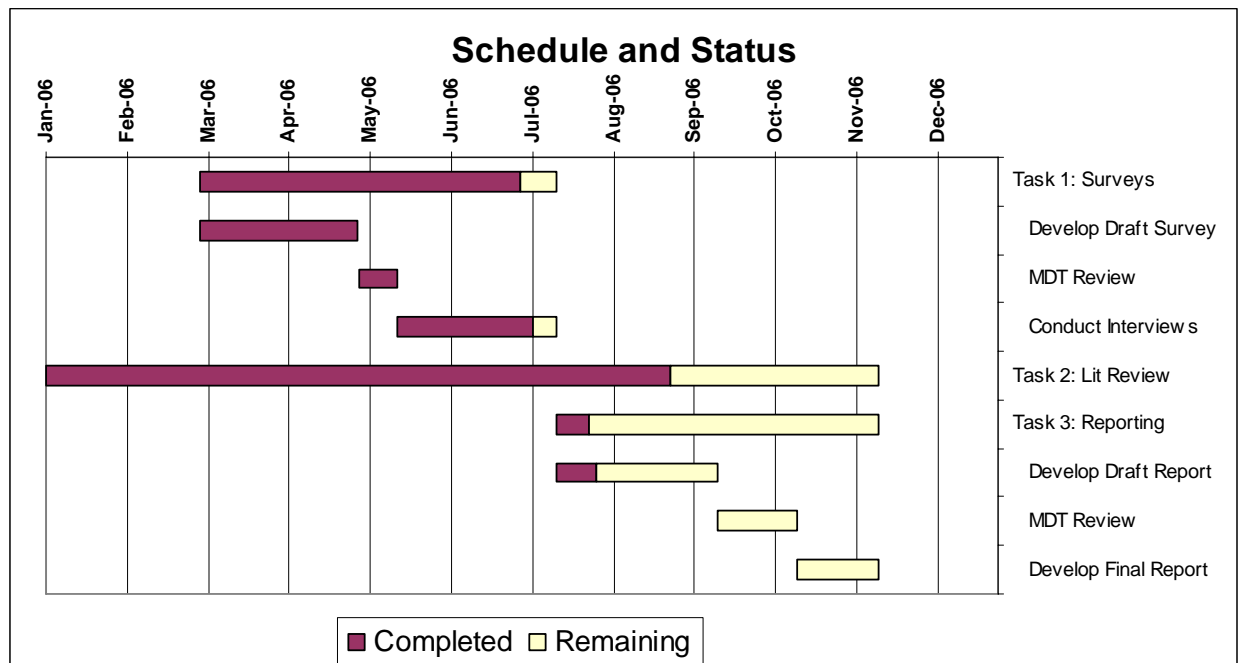 Schedule and Status
Jan-06
Feb-06
Mar-06
Apr-06
May-06
Jun-06
Jul-06
Aug-06
Sep-06
Oct-06
Nov-06
Dec-06
Task 1: Surveys
Develop Draft Survey
MDT Review
Conduct Interviews
Task 2: Lit Review
Task 3: Reporting
Develop Draft Report
MDT Review
Develop Final Report
Completed Remaining